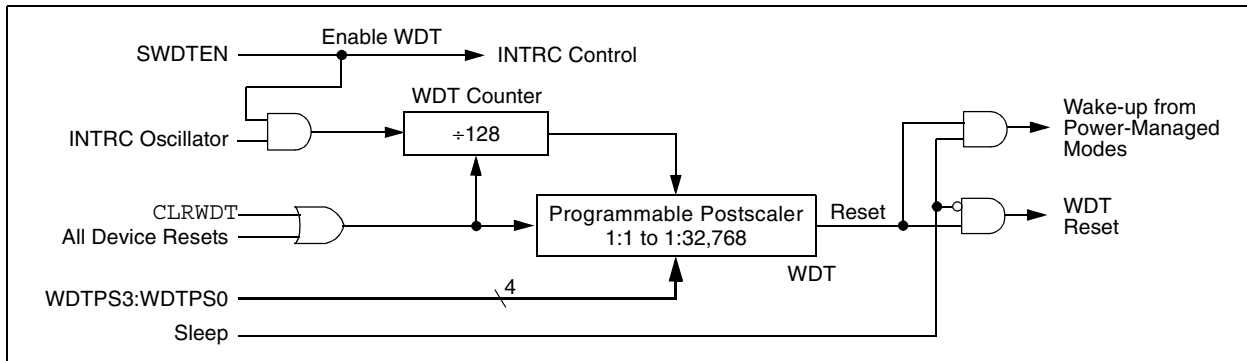 Enable WDT
SWDTEN
INTRC Control
WDT Counter
INTRC Oscillator
÷128
Wake-up from
Power-Managed
Modes
CLRWDT
All Device Resets
Programmable Postscaler
1:1 to 1:32,768
Reset
WDT
WDT
Reset
4
WDTPS3:WDTPS0
Sleep